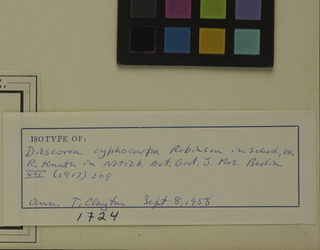 ISOTYPE OF:
Dioscorea cyphocarpa Robinson in sched., ex
R. Knuth in Notizb. bot. Gart. J. Mus. Berlin
VII (1917) 209
Ann. T. Clayton Sept 8, 1958
1724